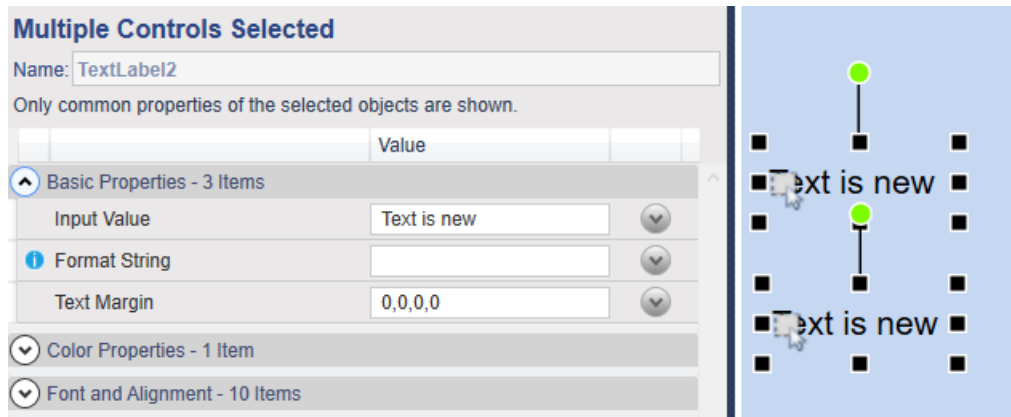 Multiple Controls Selected
Name: TextLabel2
Only common properties of the selected objects are shown.
Value
Basic Properties - 3 Items
Input Value Text is new
Format String
Text Margin 0,0,0,0
Color Properties - 1 Item
Font and Alignment - 10 Items
Text is new
Text is new